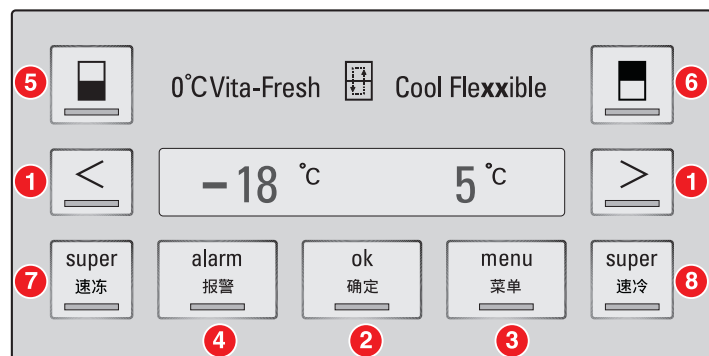 5
0°C Vita-Fresh Cool Flexxible
6
1
<
−18 °C 5 °C
>
1
7
super
速冻
alarm
报警
ok
确定
menu
菜单
super
速冷
8
4
2
3